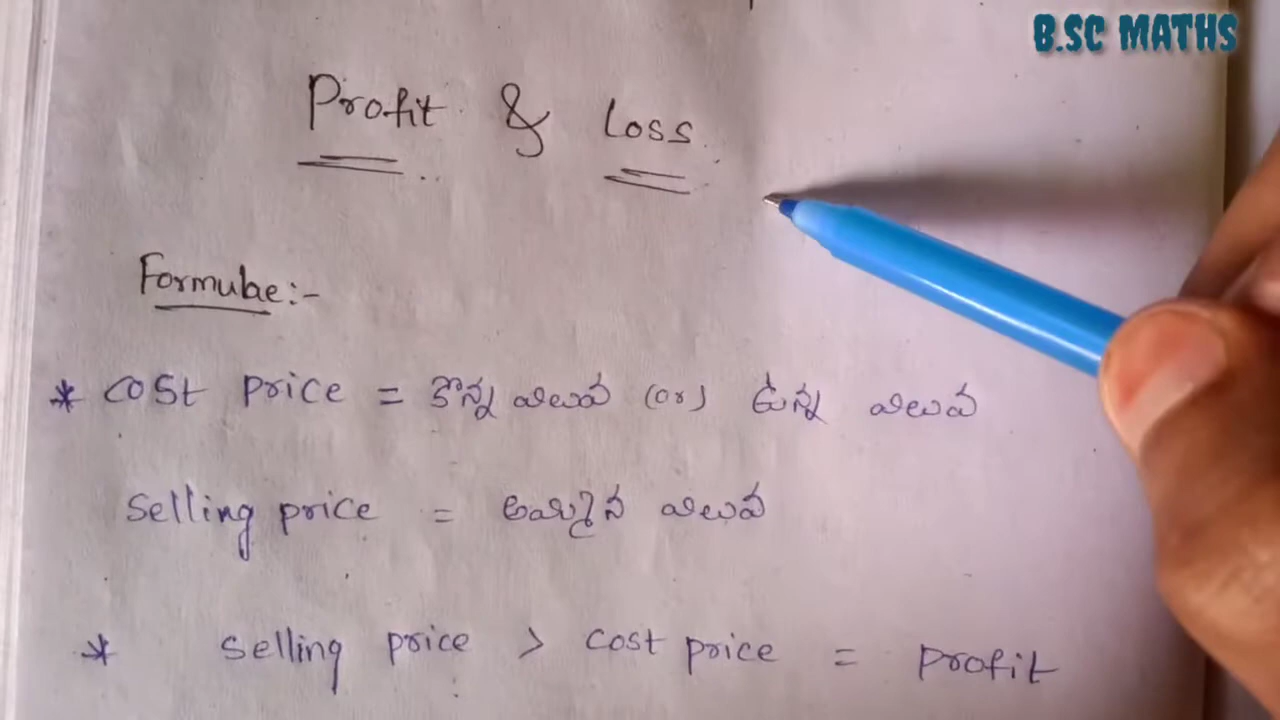 B.SC MATHS
Profit & Loss
Formulae:-
* Cost price = కొన్న విలువ (or) ఉన్న విలువ
Selling price = అమ్మిన విలువ
* Selling price > Cost price = profit